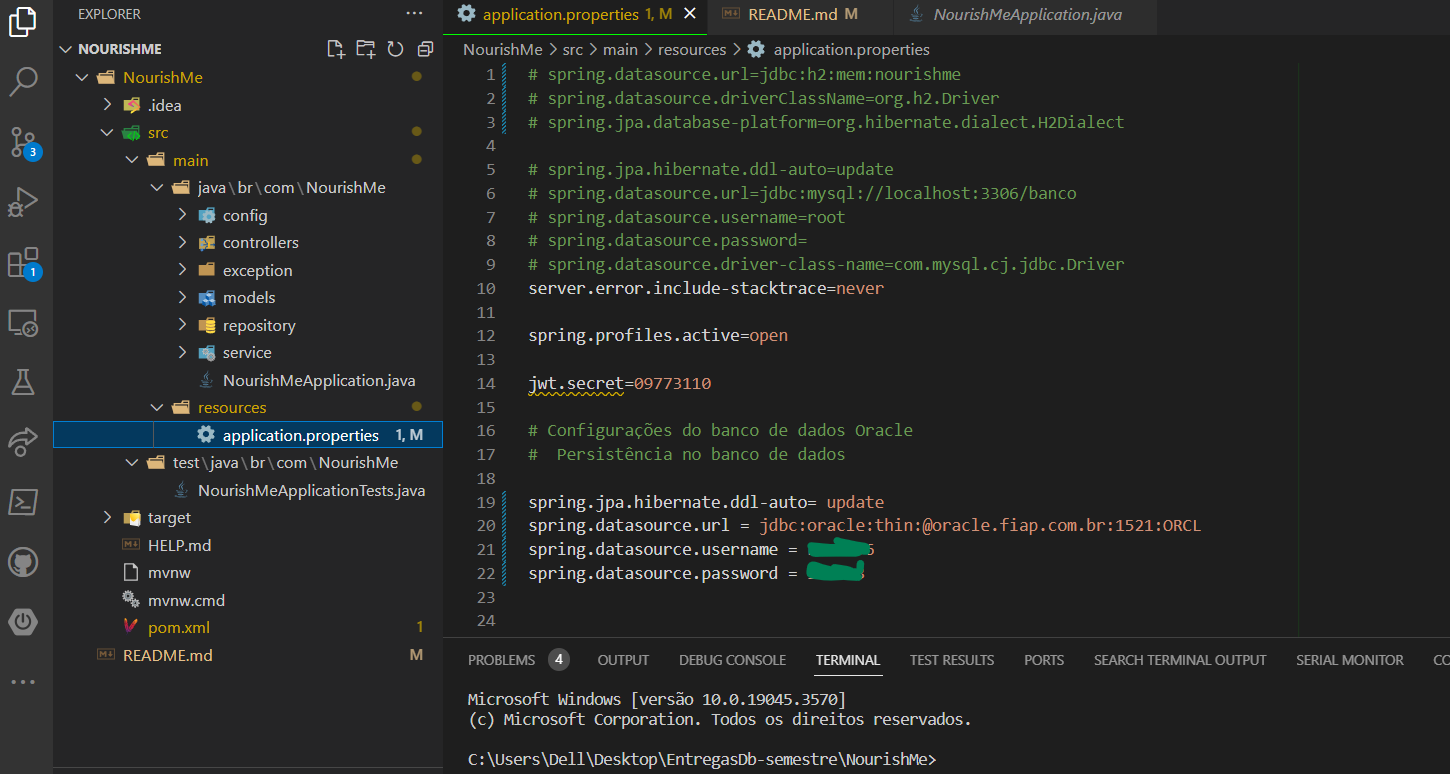 EXPLORER
NOURISHME
NourishMe
.idea
src
main
java\br\com\NourishMe
config
controllers
exception
models
repository
service
NourishMeApplication.java
resources
application.properties 1, M
test\java\br\com\NourishMe
NourishMeApplicationTests.java
target
HELP.md
mvnw
mvnw.cmd
pom.xml 1
README.md M
3
1
application.properties 1, M README.md M NourishMeApplication.java
NourishMe > src > main > resources > application.properties
1 # spring.datasource.url=jdbc:h2:mem:nourishme
2 # spring.datasource.driverClassName=org.h2.Driver
3 # spring.jpa.database-platform=org.hibernate.dialect.H2Dialect
4
5 # spring.jpa.hibernate.ddl-auto=update
6 # spring.datasource.url=jdbc:mysql://localhost:3306/banco
7 # spring.datasource.username=root
8 # spring.datasource.password=
9 # spring.datasource.driver-class-name=com.mysql.cj.jdbc.Driver
10 server.error.include-stacktrace=never
11
12 spring.profiles.active=open
13
14 jwt.secret=09773110
15
16 # Configurações do banco de dados Oracle
17 #  Persistência no banco de dados
18
19 spring.jpa.hibernate.ddl-auto= update
20 spring.datasource.url = jdbc:oracle:thin:@oracle.fiap.com.br:1521:ORCL
21 spring.datasource.username =
22 spring.datasource.password =
23
24
PROBLEMS 4 OUTPUT DEBUG CONSOLE TERMINAL TEST RESULTS PORTS SEARCH TERMINAL OUTPUT SERIAL MONITOR CO
Microsoft Windows [versão 10.0.19045.3570]
(c) Microsoft Corporation. Todos os direitos reservados.
C:\Users\Dell\Desktop\EntregasDb-semestre\NourishMe>